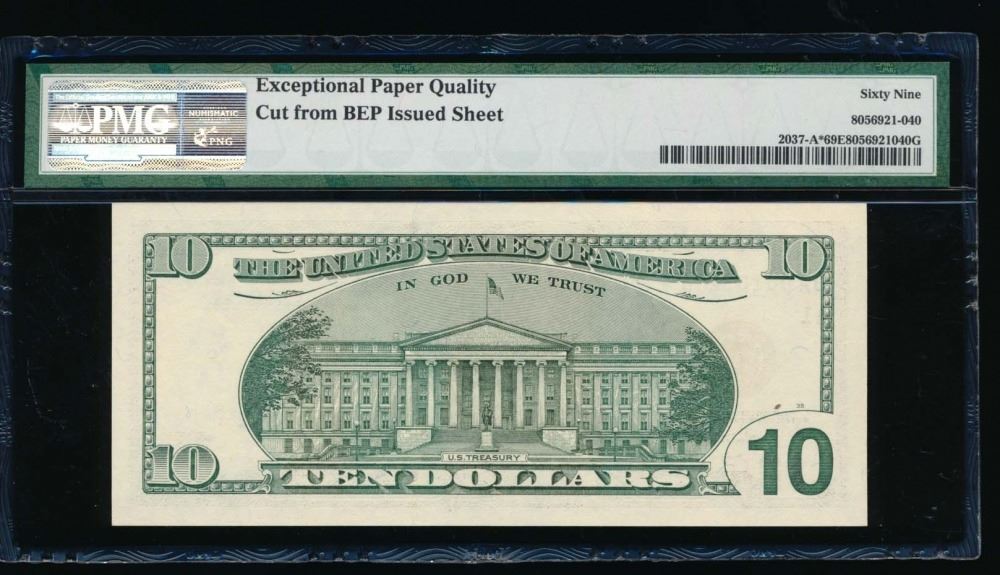 Exceptional Paper Quality
Cut from BEP Issued Sheet
Sixty Nine
8056921-040
2037-A*69E8056921040G
PMG
PAPER MONEY GUARANTY
NUMISMATIC
PNG
10 THE UNITED STATES OF AMERICA 10
IN GOD WE TRUST
U.S. TREASURY
10 TEN DOLLARS 10